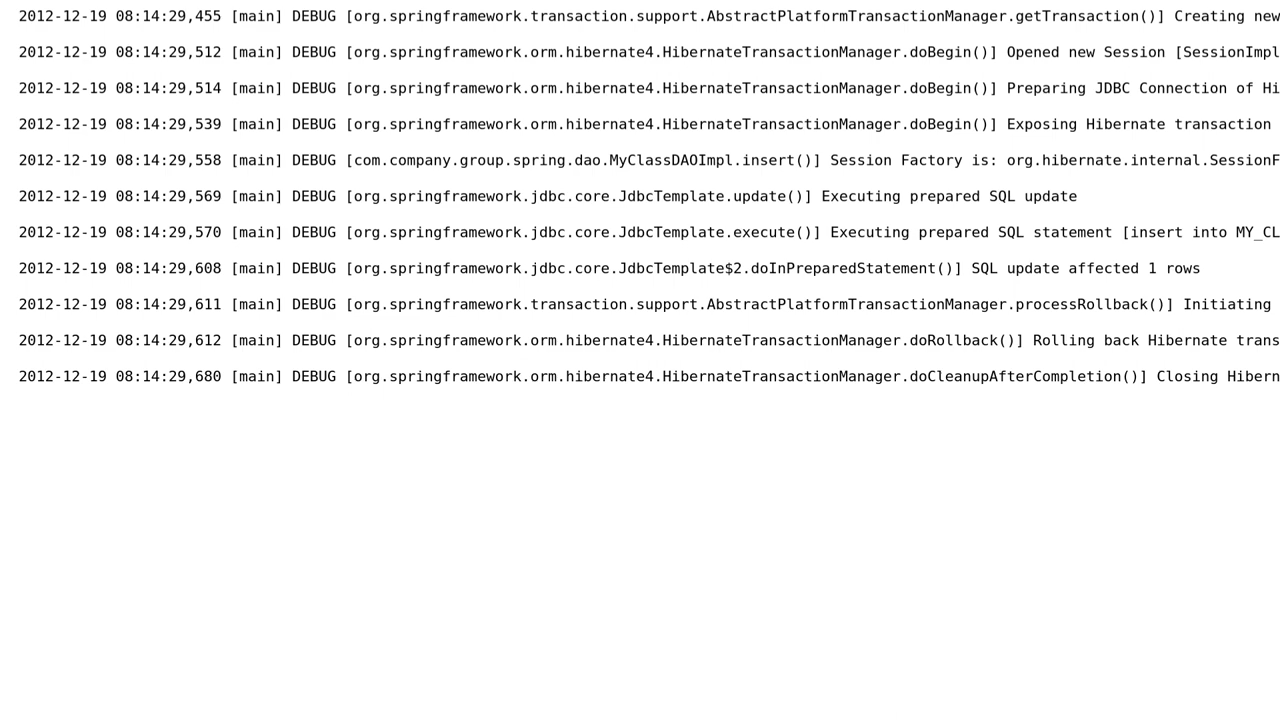 2012-12-19 08:14:29,455 [main] DEBUG [org.springframework.transaction.support.AbstractPlatformTransactionManager.getTransaction()] Creating new
2012-12-19 08:14:29,512 [main] DEBUG [org.springframework.orm.hibernate4.HibernateTransactionManager.doBegin()] Opened new Session [SessionImpl
2012-12-19 08:14:29,514 [main] DEBUG [org.springframework.orm.hibernate4.HibernateTransactionManager.doBegin()] Preparing JDBC Connection of Hi
2012-12-19 08:14:29,539 [main] DEBUG [org.springframework.orm.hibernate4.HibernateTransactionManager.doBegin()] Exposing Hibernate transaction
2012-12-19 08:14:29,558 [main] DEBUG [com.company.group.spring.dao.MyClassDAOImpl.insert()] Session Factory is: org.hibernate.internal.SessionF
2012-12-19 08:14:29,569 [main] DEBUG [org.springframework.jdbc.core.JdbcTemplate.update()] Executing prepared SQL update
2012-12-19 08:14:29,570 [main] DEBUG [org.springframework.jdbc.core.JdbcTemplate.execute()] Executing prepared SQL statement [insert into MY_CL
2012-12-19 08:14:29,608 [main] DEBUG [org.springframework.jdbc.core.JdbcTemplate$2.doInPreparedStatement()] SQL update affected 1 rows
2012-12-19 08:14:29,611 [main] DEBUG [org.springframework.transaction.support.AbstractPlatformTransactionManager.processRollback()] Initiating
2012-12-19 08:14:29,612 [main] DEBUG [org.springframework.orm.hibernate4.HibernateTransactionManager.doRollback()] Rolling back Hibernate trans
2012-12-19 08:14:29,680 [main] DEBUG [org.springframework.orm.hibernate4.HibernateTransactionManager.doCleanupAfterCompletion()] Closing Hibern